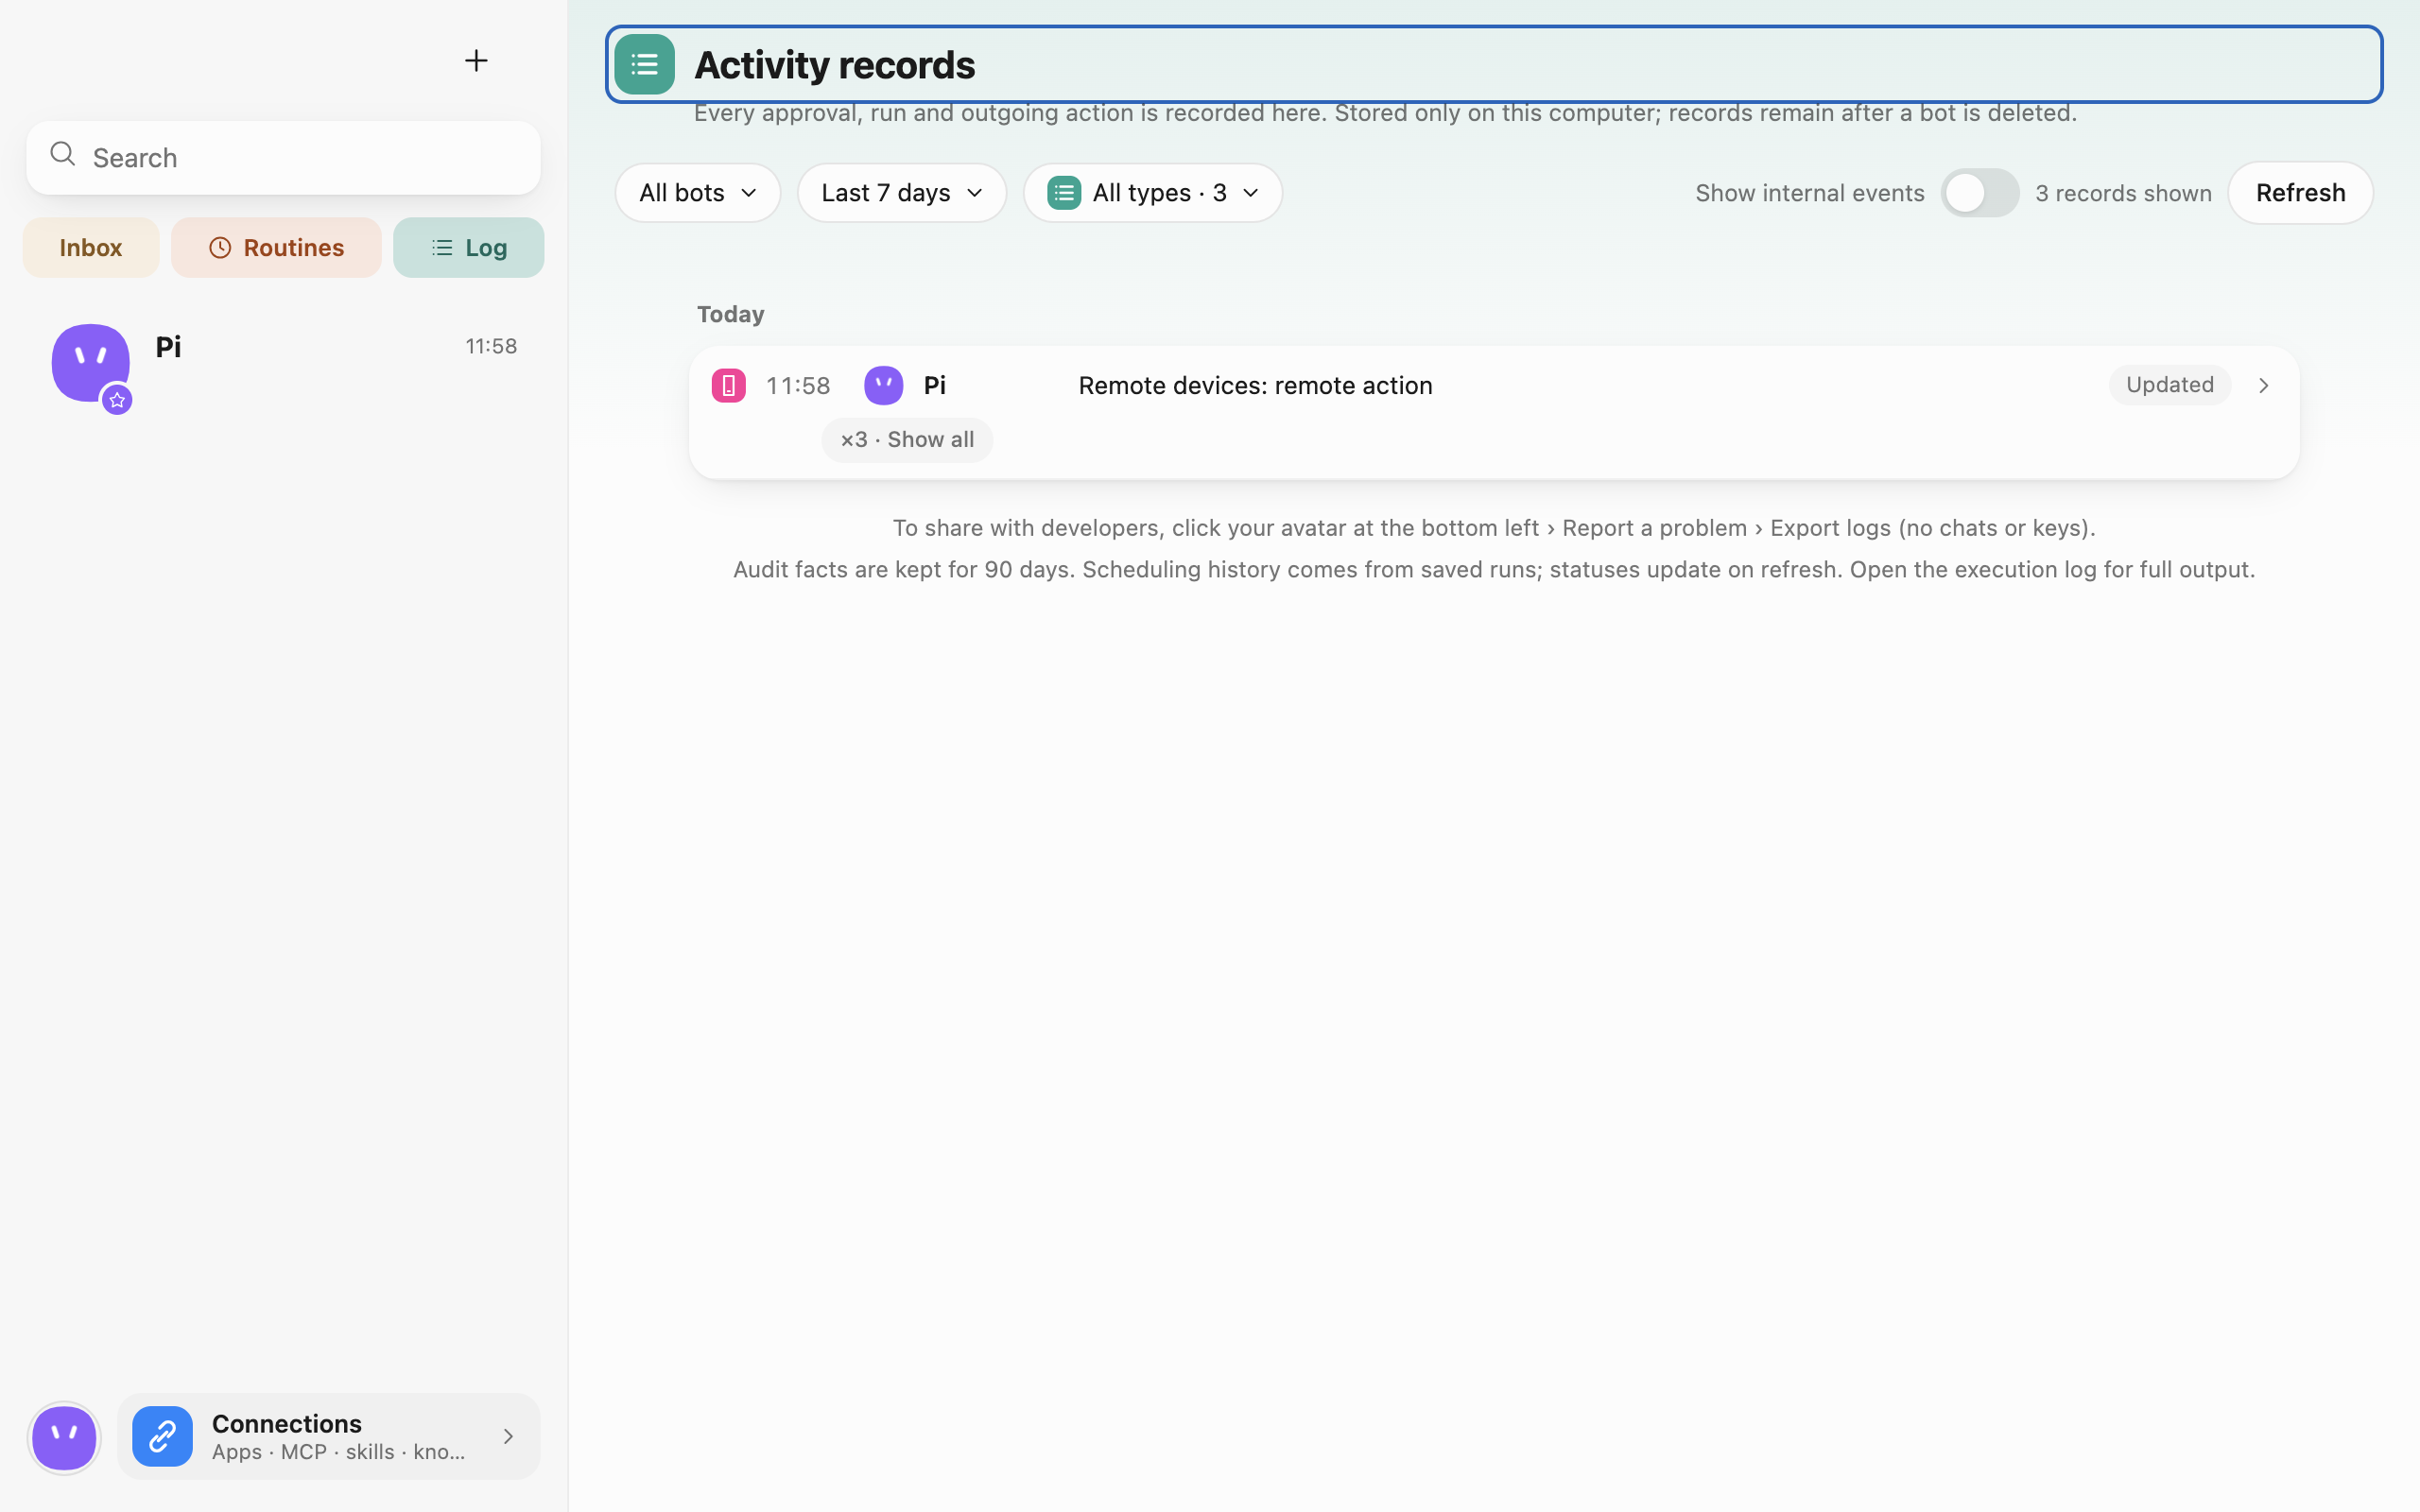 Search
Inbox
Routines
Log
Pi
11:58
Connections
Apps · MCP · skills · kno...
Activity records
Every approval, run and outgoing action is recorded here. Stored only on this computer; records remain after a bot is deleted.
All bots
Last 7 days
All types · 3
Show internal events
3 records shown
Refresh
Today
11:58
Pi
Remote devices: remote action
Updated
×3 · Show all
To share with developers, click your avatar at the bottom left › Report a problem › Export logs (no chats or keys).
Audit facts are kept for 90 days. Scheduling history comes from saved runs; statuses update on refresh. Open the execution log for full output.